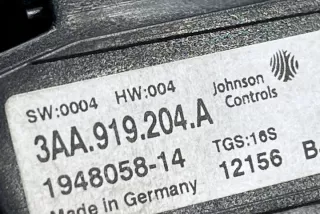 SW:0004 HW:004
Johnson
Controls
3AA.919.204.A
TGS:16S
1948058-14 12156
Made in Germany